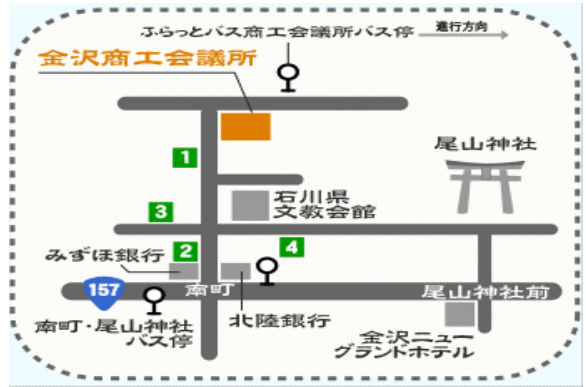 ふらっとバス商工会議所バス停
進行方向
金沢商工会議所
1
尾山神社
石川県
文教会館
3
みずほ銀行
2
4
157
南町
尾山神社前
南町・尾山神社
バス停
北陸銀行
金沢ニュー
グランドホテル